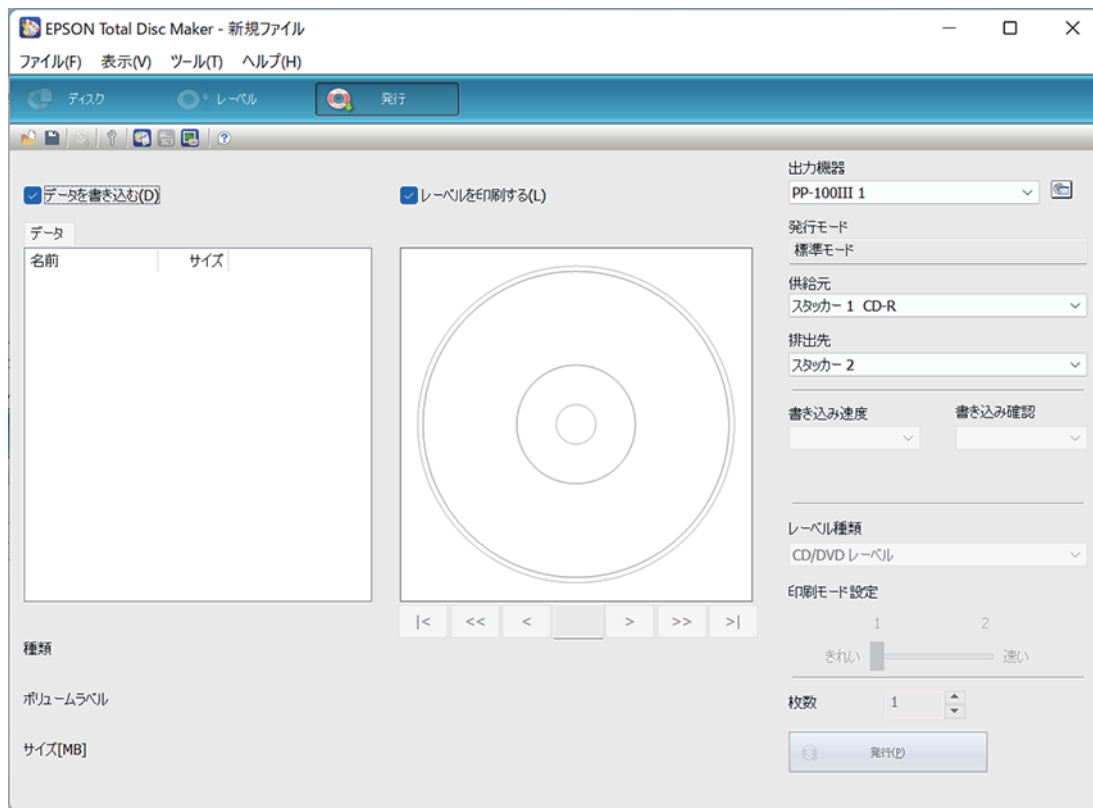 EPSON Total Disc Maker - 新規ファイル
ファイル(F) 表示(V) ツール(T) ヘルプ(H)
ディスク レーベル 発行
データを書き込む(D)
データ
名前 サイズ
種類
ボリュームラベル
サイズ[MB]
レーベルを印刷する(L)
|< << < > >> >|
出力機器
PP-100III 1
発行モード
標準モード
供給元
スタッカー 1 CD-R
排出先
スタッカー 2
書き込み速度 書き込み確認
レーベル種類
CD/DVD レーベル
印刷モード設定
1 2
きれい 速い
枚数 1
発行(P)